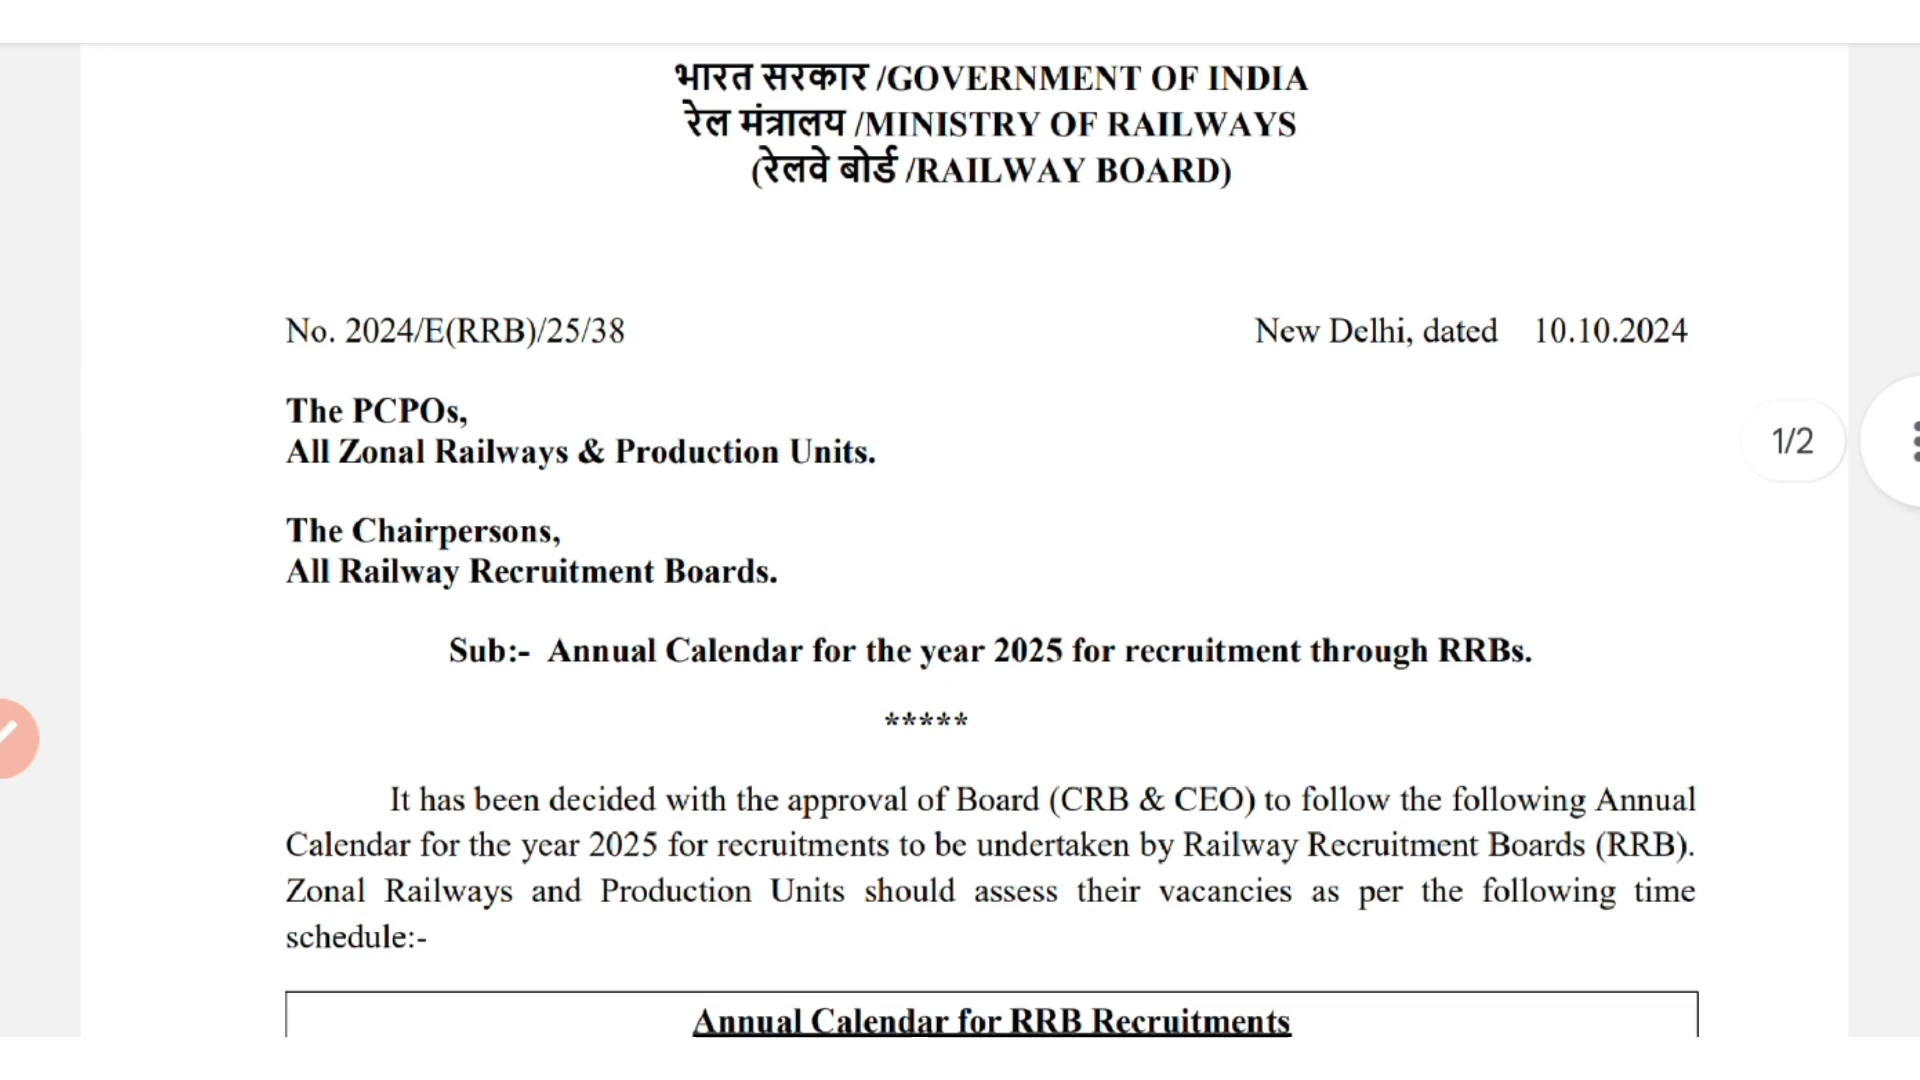 भारत सरकार /GOVERNMENT OF INDIA
रेल मंत्रालय /MINISTRY OF RAILWAYS
(रेलवे बोर्ड /RAILWAY BOARD)
No. 2024/E(RRB)/25/38 New Delhi, dated 10.10.2024
The PCPOs,
All Zonal Railways & Production Units.
1/2
The Chairpersons,
All Railway Recruitment Boards.
Sub:- Annual Calendar for the year 2025 for recruitment through RRBs.
*****
It has been decided with the approval of Board (CRB & CEO) to follow the following Annual
Calendar for the year 2025 for recruitments to be undertaken by Railway Recruitment Boards (RRB).
Zonal Railways and Production Units should assess their vacancies as per the following time
schedule:-
Annual Calendar for RRB Recruitments